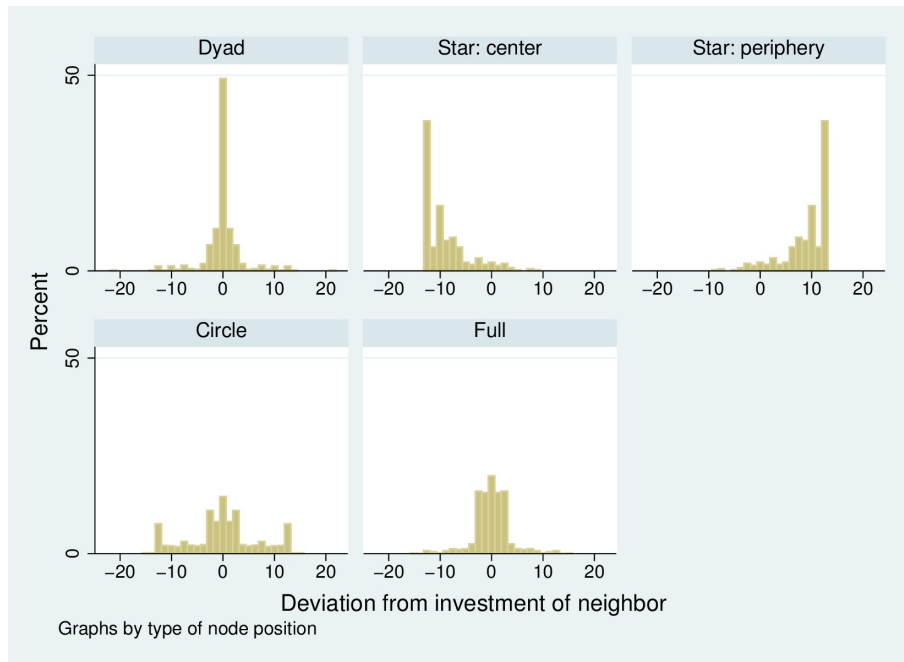 Dyad
Star: center
Star: periphery
50
0
−20 −10 0 10 20
−20 −10 0 10 20
−20 −10 0 10 20
Percent
Circle
Full
50
0
−20 −10 0 10 20
−20 −10 0 10 20
Deviation from investment of neighbor
Graphs by type of node position